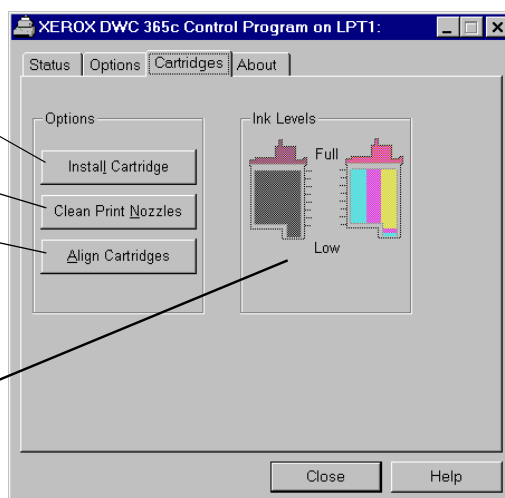 XEROX DWC 365c Control Program on LPT1:
Status Options Cartridges About
Options
Install Cartridge
Clean Print Nozzles
Align Cartridges
Ink Levels
Full
Low
Close Help